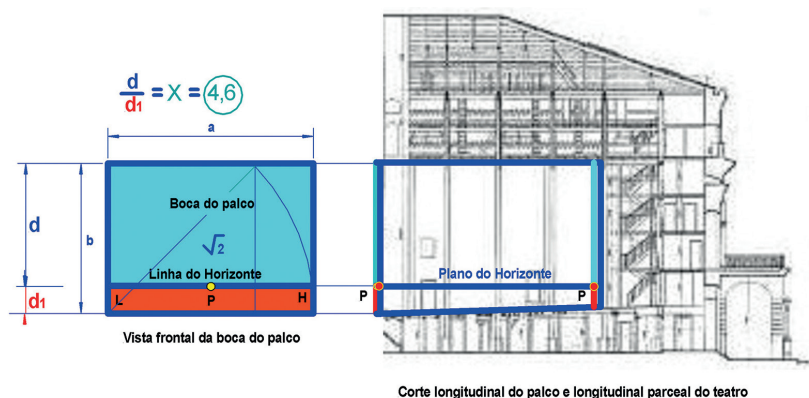 d
d1 = X = 4,6
a
d
b
Boca do palco
√2
Linha do Horizonte
Plano do Horizonte
d1
L
P
H
P
P
Vista frontal da boca do palco
Corte longitudinal do palco e longitudinal parceal do teatro